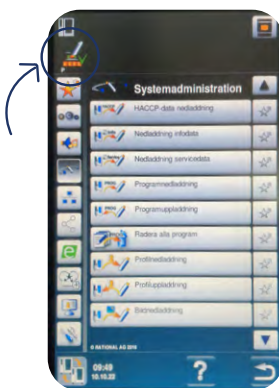 Systemadministration
HACCP-data nedladdning
Nedladdning infodata
Nedladdning servicedata
Programnedladdning
Programuppladdning
Radera alla program
Profilnedladdning
Profiluppladdning
Bildnedladdning
© RATIONAL AG 2019
09:49
10.10.23
?